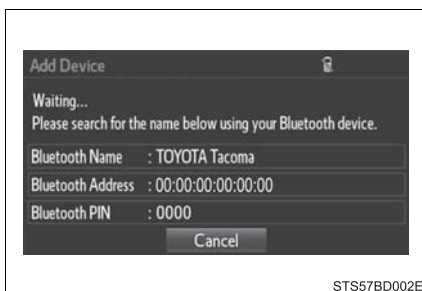 Add Device
Waiting...
Please search for the name below using your Bluetooth device.
Bluetooth Name : TOYOTA Tacoma
Bluetooth Address : 00:00:00:00:00:00
Bluetooth PIN : 0000
Cancel
STS57BD002E